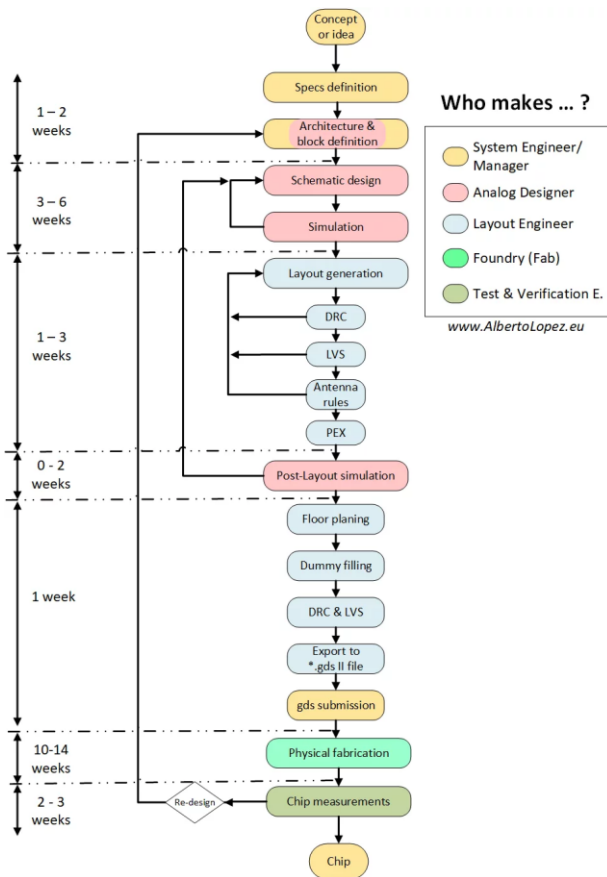 Concept
or idea
Specs definition
1 – 2
weeks
Architecture &
block definition
Schematic design
3 – 6
weeks
Simulation
Layout generation
DRC
1 – 3
weeks
LVS
Antenna
rules
PEX
0 - 2
weeks
Post-Layout simulation
Floor planing
Dummy filling
1 week
DRC & LVS
Export to
*.gds II file
gds submission
10-14
weeks
Physical fabrication
2 - 3
weeks
Re-design
Chip measurements
Chip
Who makes ... ?
System Engineer/
Manager
Analog Designer
Layout Engineer
Foundry (Fab)
Test & Verification E.
www.AlbertoLopez.eu